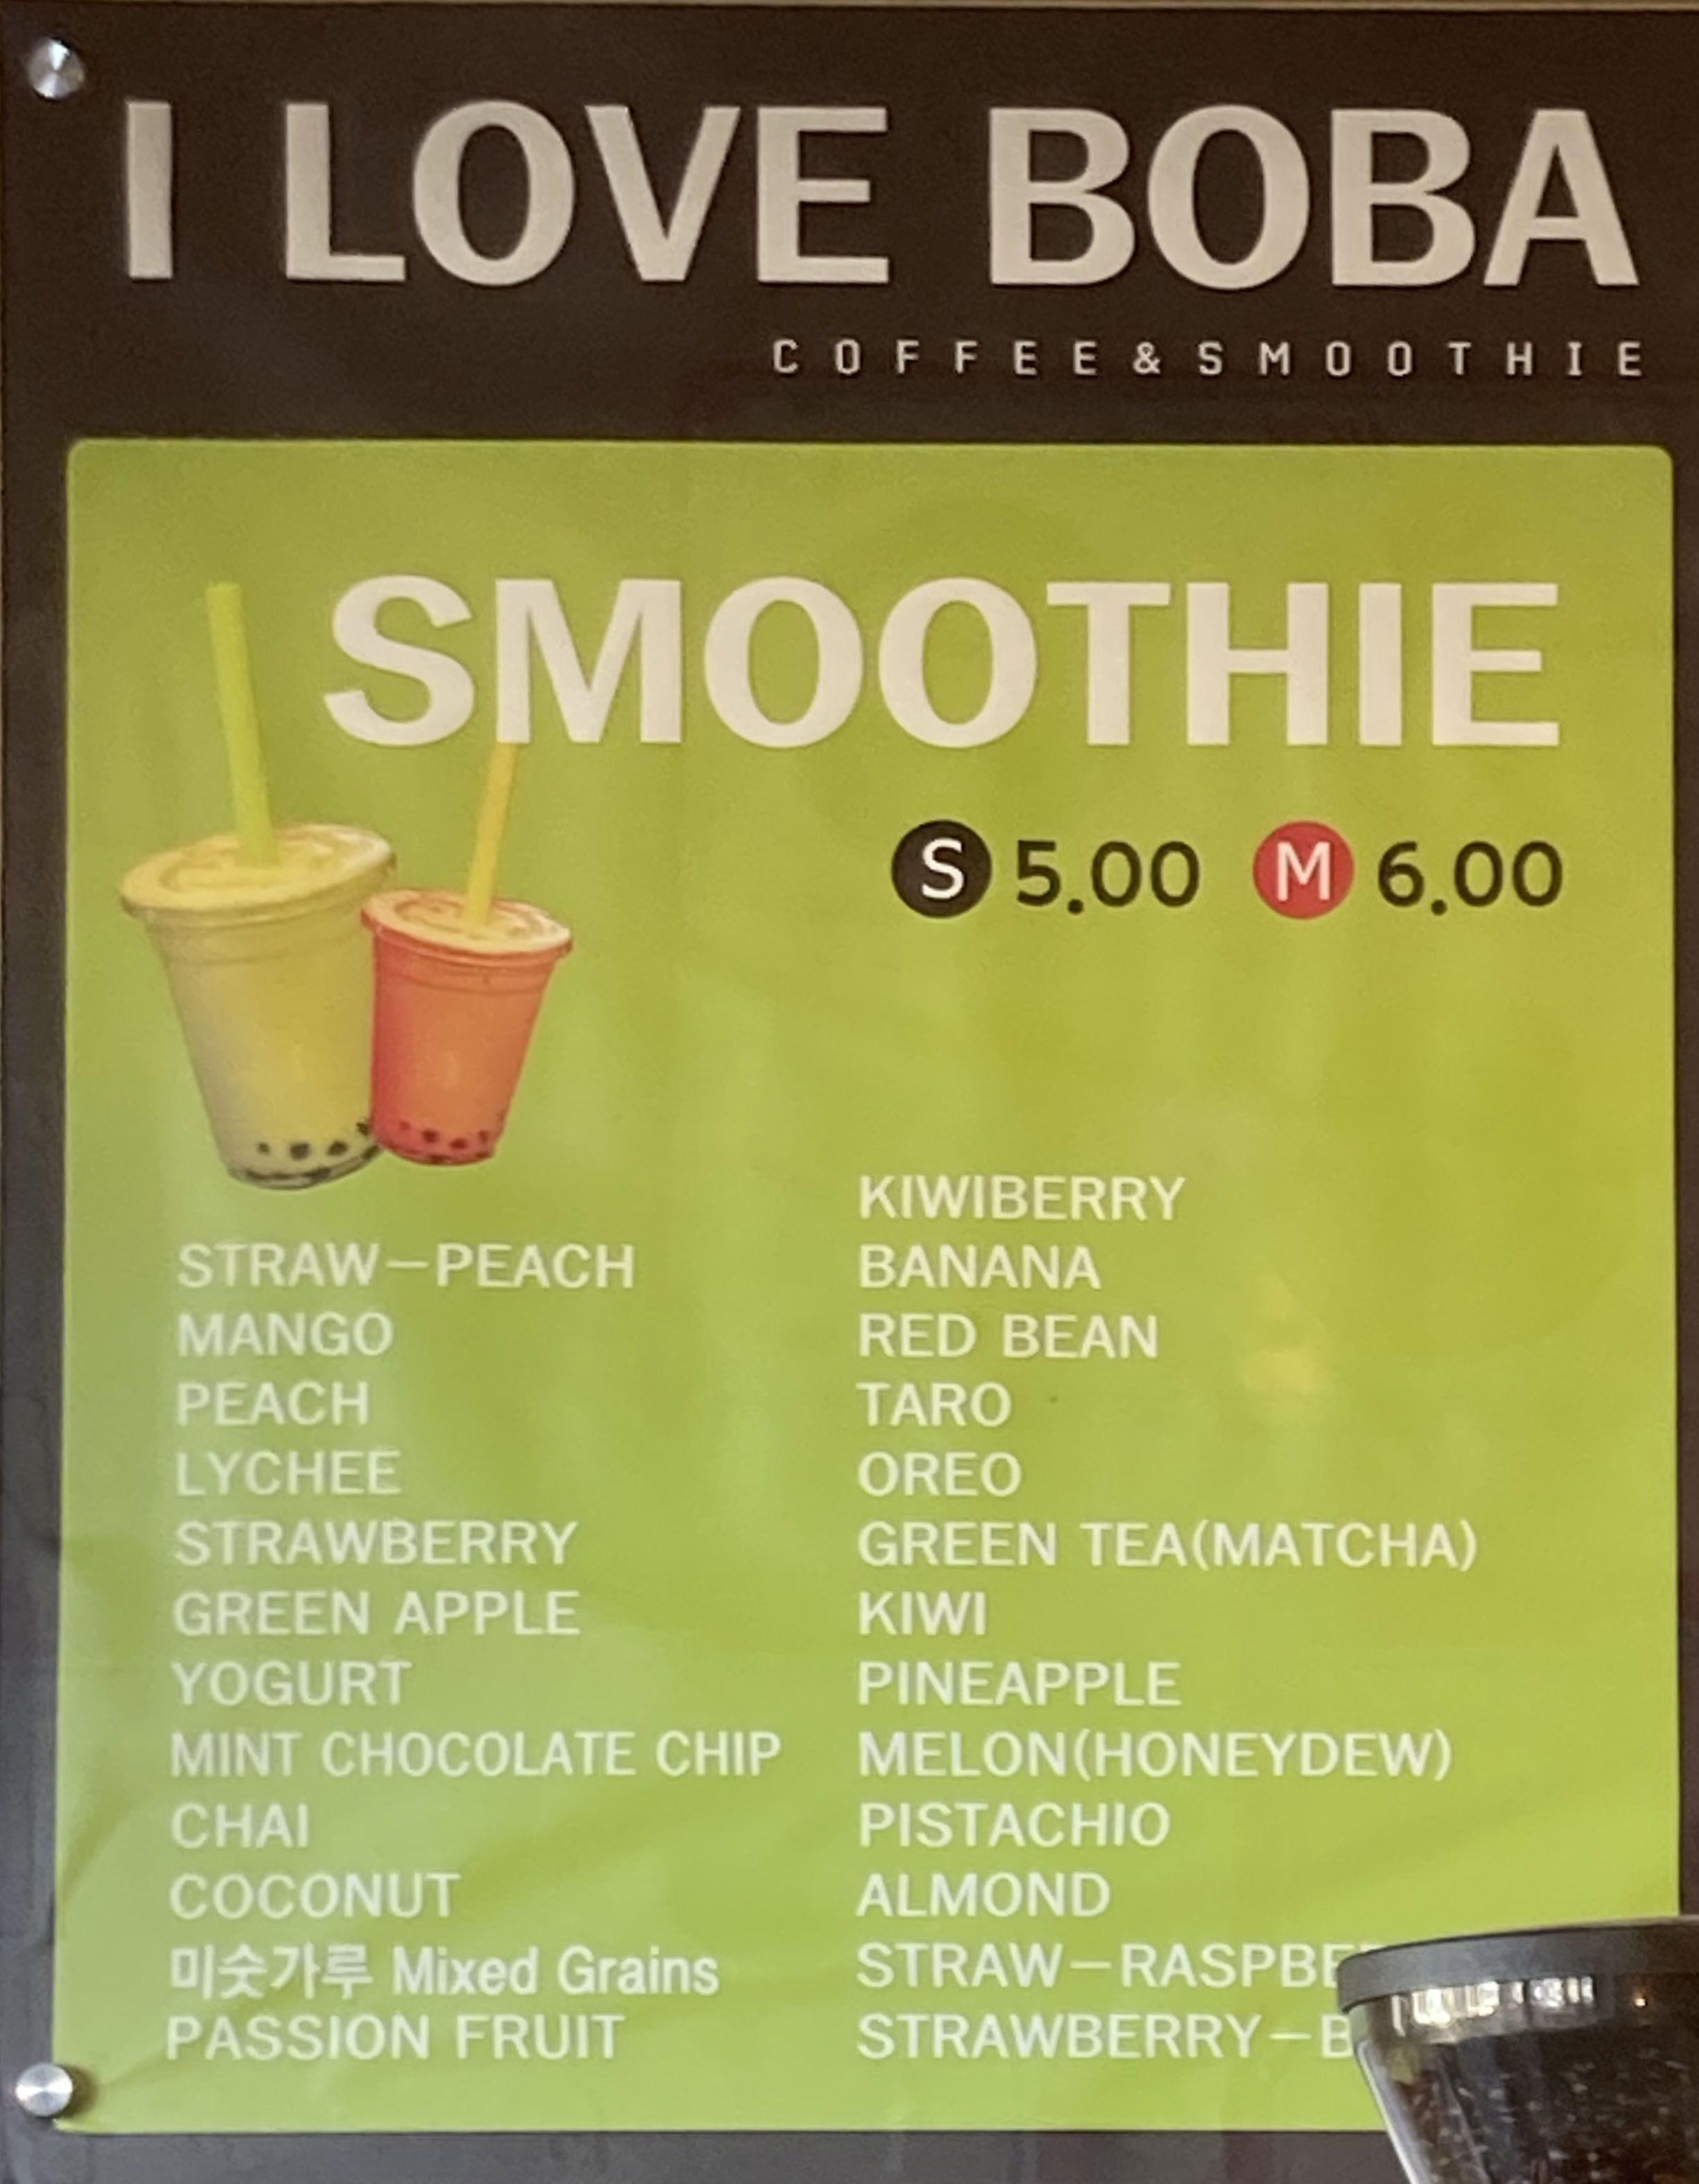 I LOVE BOBA
COFFEE&SMOOTHIE
SMOOTHIE
S 5.00 M 6.00
STRAW-PEACH
MANGO
PEACH
LYCHEE
STRAWBERRY
GREEN APPLE
YOGURT
MINT CHOCOLATE CHIP
CHAI
COCONUT
미숫가루 Mixed Grains
PASSION FRUIT
KIWIBERRY
BANANA
RED BEAN
TARO
OREO
GREEN TEA(MATCHA)
KIWI
PINEAPPLE
MELON(HONEYDEW)
PISTACHIO
ALMOND
STRAW-
STRAWBERRY-